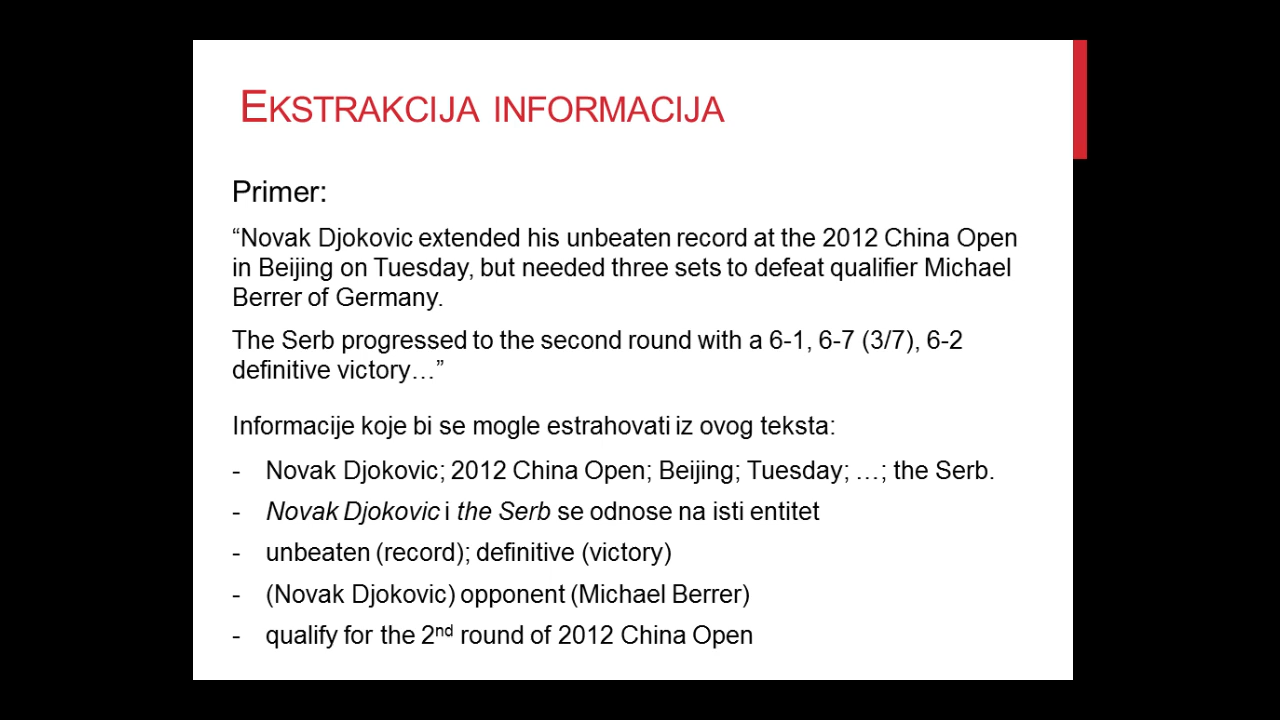 EKSTRAKCIJA INFORMACIJA
Primer:
“Novak Djokovic extended his unbeaten record at the 2012 China Open
in Beijing on Tuesday, but needed three sets to defeat qualifier Michael
Berrer of Germany.
The Serb progressed to the second round with a 6-1, 6-7 (3/7), 6-2
definitive victory…”
Informacije koje bi se mogle estrahovati iz ovog teksta:
- Novak Djokovic; 2012 China Open; Beijing; Tuesday; …; the Serb.
- Novak Djokovic i the Serb se odnose na isti entitet
- unbeaten (record); definitive (victory)
- (Novak Djokovic) opponent (Michael Berrer)
- qualify for the 2nd round of 2012 China Open